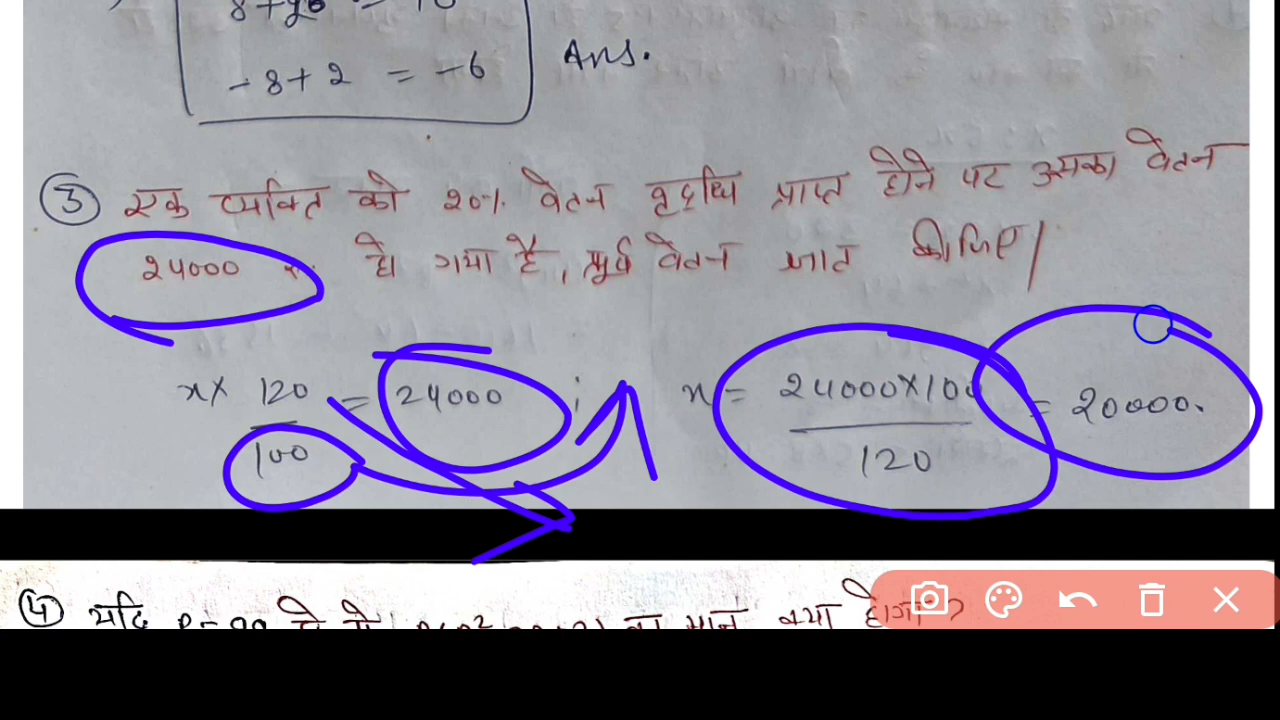 = 10
-8+2 = -6
Ans.
③ एक व्यक्ति को 20% वेतन वृद्धि प्राप्त होने पर उसका वेतन
24000 हो गया है, पूर्व वेतन ज्ञात कीजिए।
x× 120/100 = 24000 ; x = 24000×100/120 = 20000.
④ यदि मान क्या होगा?